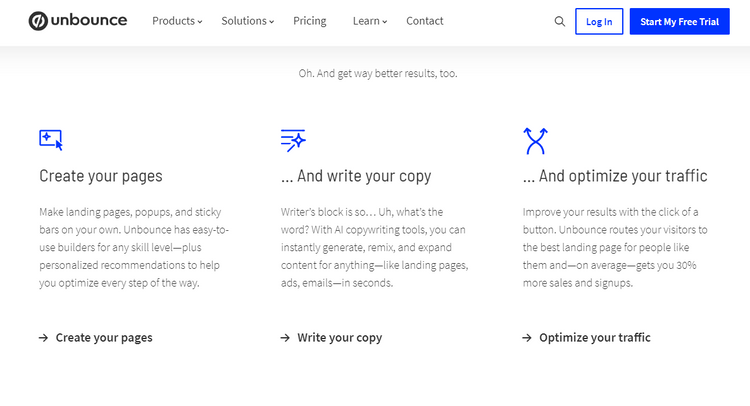 unbounce Products Solutions Pricing Learn Contact Log In Start My Free Trial
Oh. And get way better results, too.
Create your pages
Make landing pages, popups, and sticky
bars on your own. Unbounce has easy-to-
use builders for any skill level—plus
personalized recommendations to help
you optimize every step of the way.
→ Create your pages
... And write your copy
Writer's block is so… Uh, what's the
word? With AI copywriting tools, you can
instantly generate, remix, and expand
content for anything—like landing pages,
ads, emails—in seconds.
→ Write your copy
... And optimize your traffic
Improve your results with the click of a
button. Unbounce routes your visitors to
the best landing page for people like
them and—on average—gets you 30%
more sales and signups.
→ Optimize your traffic